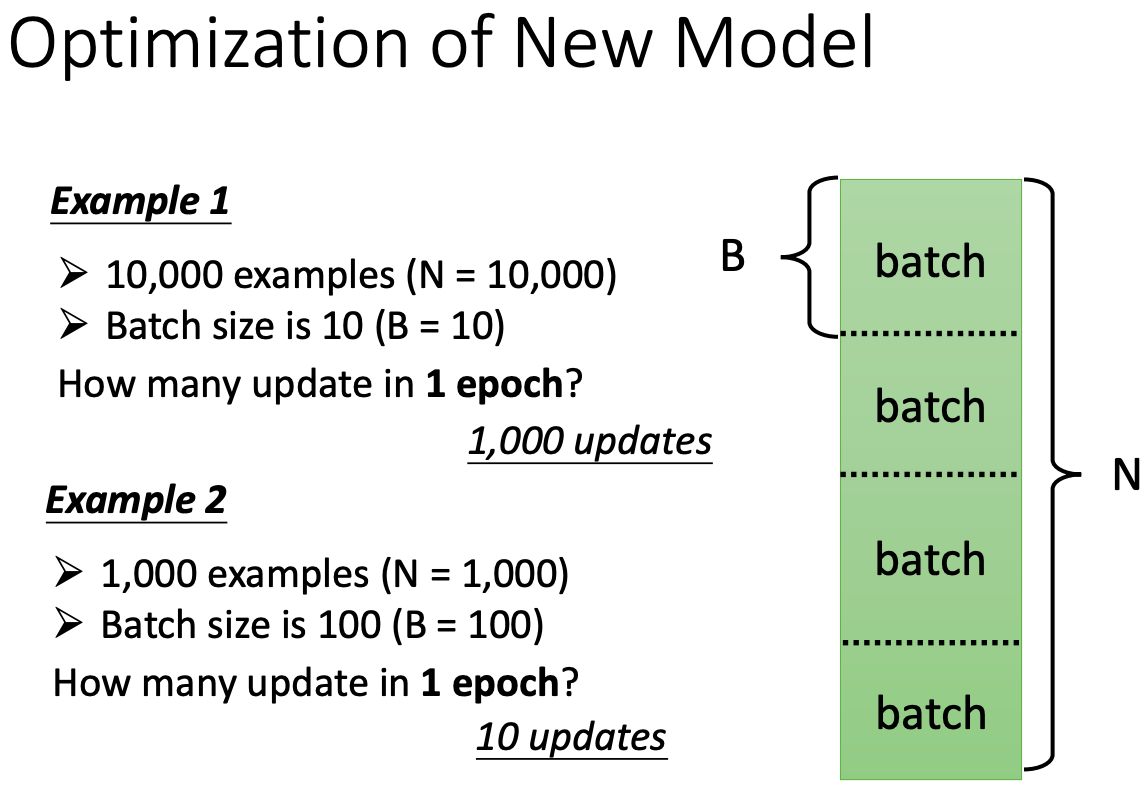 Optimization of New Model
Example 1
➢ 10,000 examples (N = 10,000)
➢ Batch size is 10 (B = 10)
How many update in 1 epoch?
1,000 updates
Example 2
➢ 1,000 examples (N = 1,000)
➢ Batch size is 100 (B = 100)
How many update in 1 epoch?
10 updates
B
batch
batch
batch
batch
N